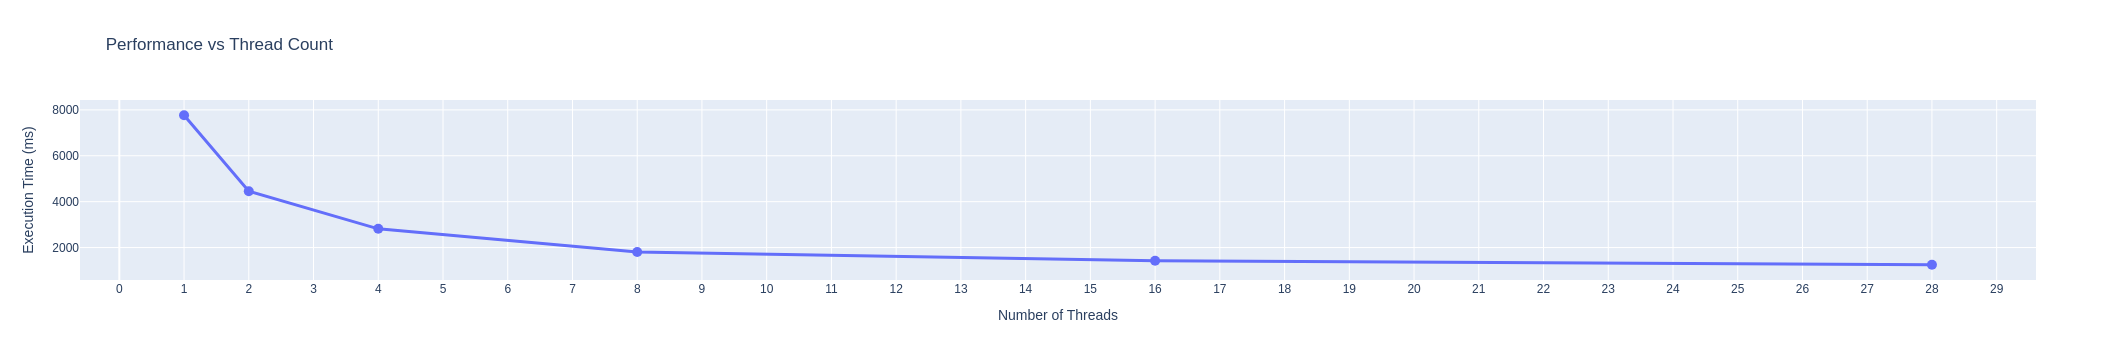 Performance vs Thread Count
Execution Time (ms)
8000
6000
4000
2000
0 1 2 3 4 5 6 7 8 9 10 11 12 13 14 15 16 17 18 19 20 21 22 23 24 25 26 27 28 29
Number of Threads